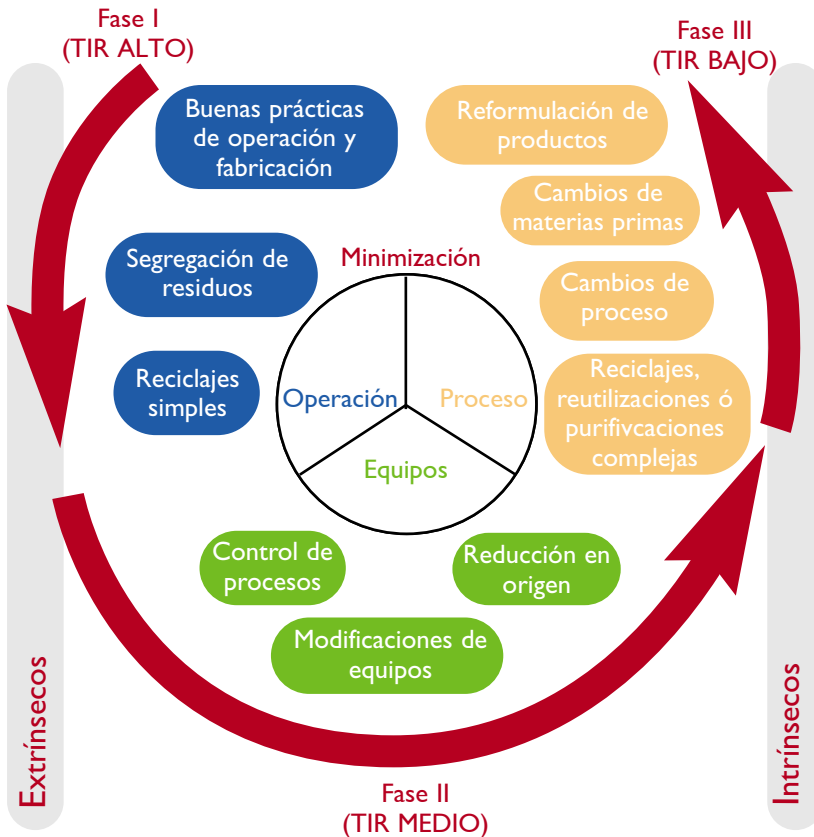 Fase I
(TIR ALTO)
Fase III
(TIR BAJO)
Buenas prácticas
de operación y
fabricación
Reformulación de
productos
Cambios de
materias primas
Segregación de
residuos
Minimización
Cambios de
proceso
Reciclajes
simples
Operación
Proceso
Equipos
Reciclajes,
reutilizaciones ó
purifivcaciones
complejas
Control de
procesos
Reducción en
origen
Modificaciones de
equipos
Extrínsecos
Intrínsecos
Fase II
(TIR MEDIO)